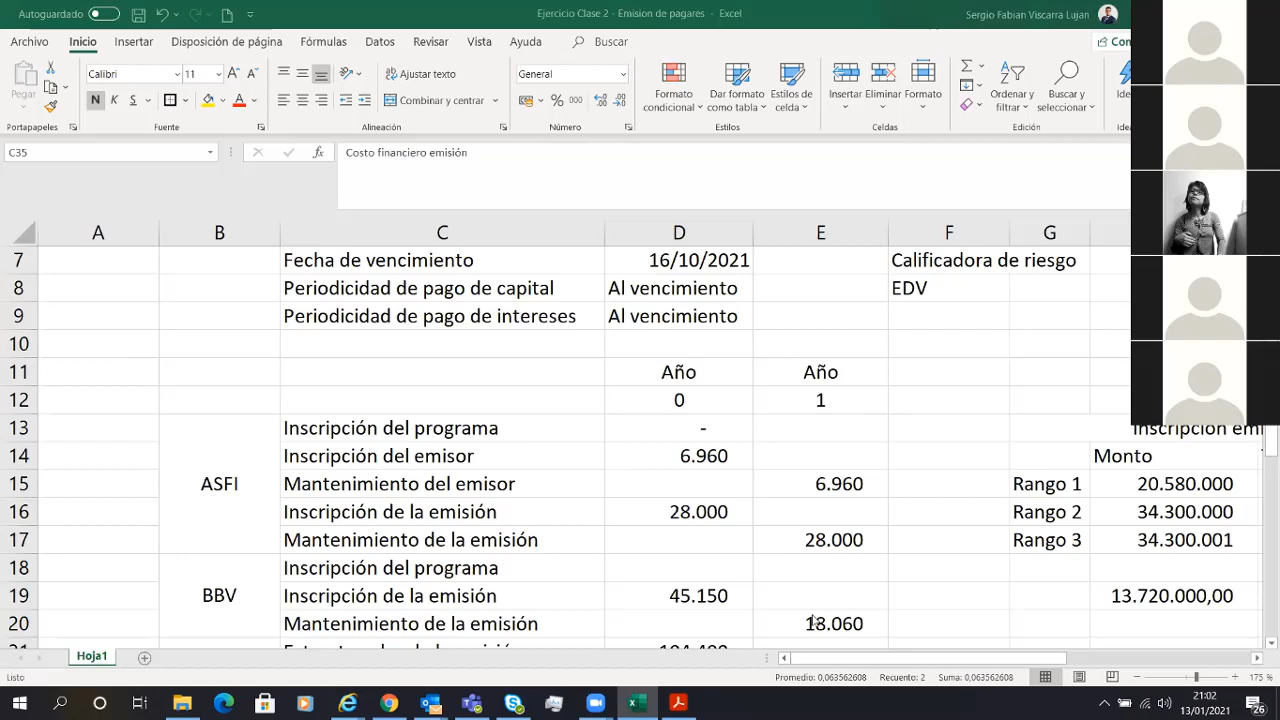 Autoguardado
Ejercicio Clase 2 - Emision de pagares - Excel
Sergio Fabian Viscarra Lujan
Archivo Inicio Insertar Disposición de página Fórmulas Datos Revisar Vista Ayuda Buscar
Calibri 11 Ajustar texto General
Pegar N K S Combinar y centrar % 000
Formato condicional Dar formato como tabla Estilos de celda Insertar Eliminar Formato Ordenar y filtrar Buscar y seleccionar
Portapapeles Fuente Alineación Número Estilos Celdas Edición
C35 fx Costo financiero emisión
A B C D E F G
7 Fecha de vencimiento 16/10/2021 Calificadora de riesgo
8 Periodicidad de pago de capital Al vencimiento EDV
9 Periodicidad de pago de intereses Al vencimiento
10
11 Año Año
12 0 1
13 Inscripción del programa -
14 Inscripción del emisor 6.960 Monto
15 ASFI Mantenimiento del emisor 6.960 Rango 1 20.580.000
16 Inscripción de la emisión 28.000 Rango 2 34.300.000
17 Mantenimiento de la emisión 28.000 Rango 3 34.300.001
18 Inscripción del programa
19 BBV Inscripción de la emisión 45.150 13.720.000,00
20 Mantenimiento de la emisión 18.060
Hoja1
Listo Promedio: 0,063562608 Recuento: 2 Suma: 0,063562608 175 %
21:02
13/01/2021
26